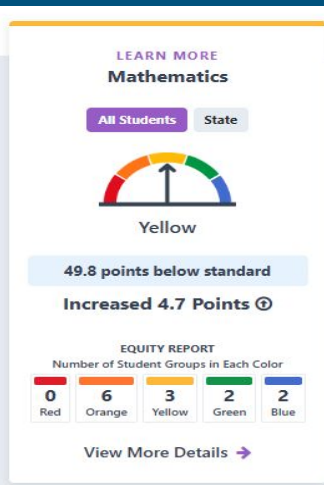 LEARN MORE
Mathematics
All Students State
Yellow
49.8 points below standard
Increased 4.7 Points
EQUITY REPORT
Number of Student Groups in Each Color
0 6 3 2 2
Red Orange Yellow Green Blue
View More Details